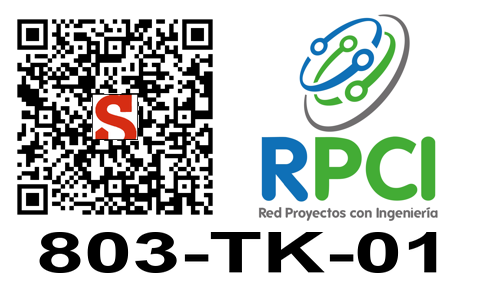 S
RPCI
Red Proyectos con Ingeniería
803-TK-01